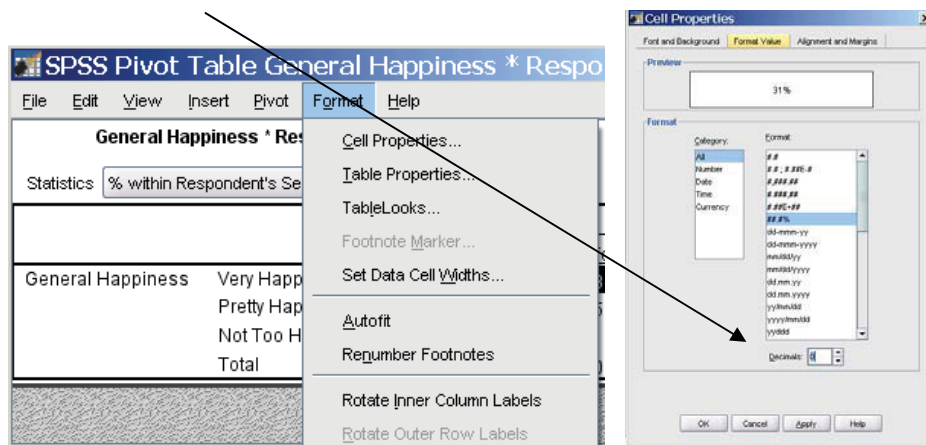 SPSS Pivot Table General Happiness * Respo
File Edit View Insert Pivot Format Help
General Happiness * Res
Statistics % within Respondent's Se
General Happiness Very Happ
Pretty Hap
Not Too H
Total
Cell Properties...
Table Properties...
TableLooks...
Footnote Marker...
Set Data Cell Widths...
Autofit
Renumber Footnotes
Rotate Inner Column Labels
Rotate Outer Row Labels
Cell Properties
Font and Background Format Value Alignment and Margins
Preview
31%
Format
Category: Format:
All
Number
Date
Time
Currency
#.#
#.# ; #.##E-#
#,###.##
#.###,##
#.##E+##
##.#%
dd-mmm-yy
dd-mmm-yyyy
mm/dd/yy
mm/dd/yyyy
dd.mm.yy
dd.mm.yyyy
yy/mm/dd
yyyy/mm/dd
yyddd
Decimals: 0
OK Cancel Apply Help